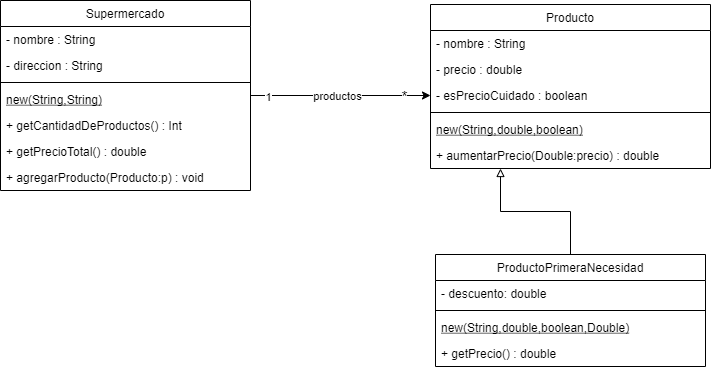 Supermercado
- nombre : String
- direccion : String
new(String,String)
+ getCantidadDeProductos() : Int
+ getPrecioTotal() : double
+ agregarProducto(Producto:p) : void
1 productos *
Producto
- nombre : String
- precio : double
- esPrecioCuidado : boolean
new(String,double,boolean)
+ aumentarPrecio(Double:precio) : double
ProductoPrimeraNecesidad
- descuento: double
new(String,double,boolean,Double)
+ getPrecio() : double